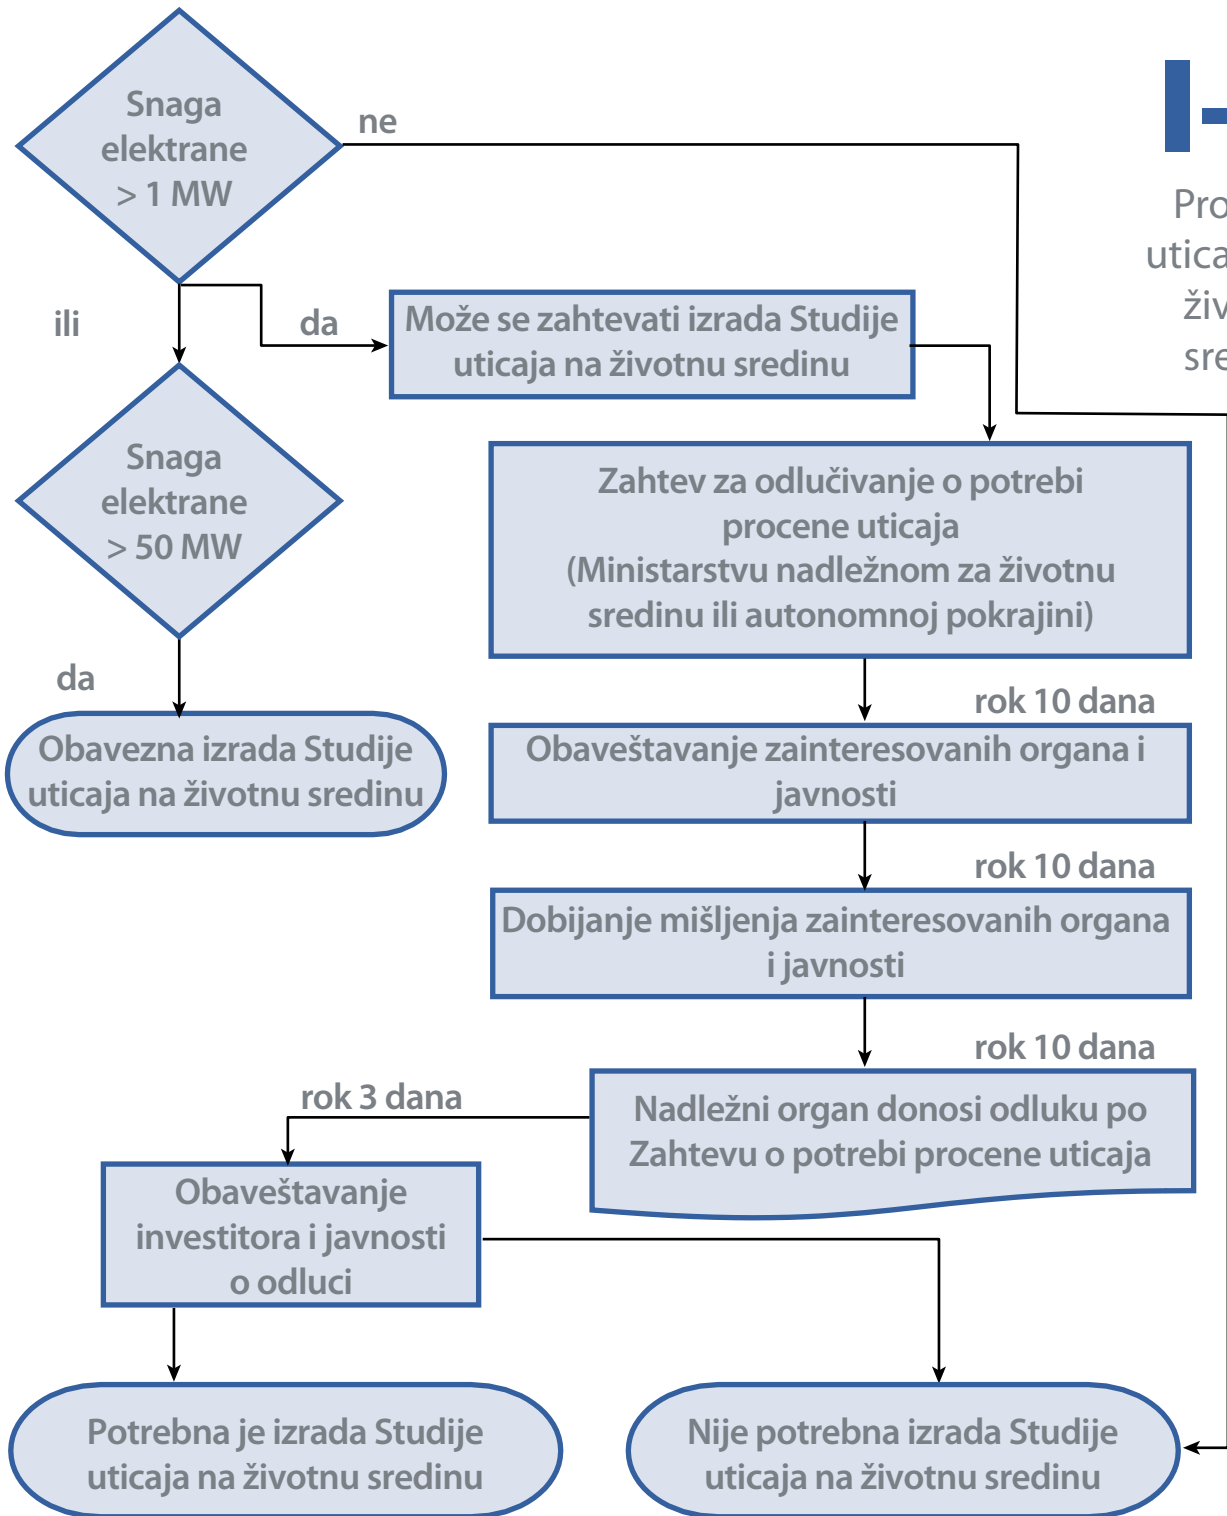 Snaga
elektrane
> 1 MW
ne
ili
da
Može se zahtevati izrada Studije
uticaja na životnu sredinu
Snaga
elektrane
> 50 MW
Zahtev za odlučivanje o potrebi
procene uticaja
(Ministarstvu nadležnom za životnu
sredinu ili autonomnoj pokrajini)
da
Obavezna izrada Studije
uticaja na životnu sredinu
rok 10 dana
Obaveštavanje zainteresovanih organa i
javnosti
rok 10 dana
Dobijanje mišljenja zainteresovanih organa
i javnosti
rok 10 dana
Nadležni organ donosi odluku po
Zahtevu o potrebi procene uticaja
rok 3 dana
Obaveštavanje
investitora i javnosti
o odluci
Potrebna je izrada Studije
uticaja na životnu sredinu
Nije potrebna izrada Studije
uticaja na životnu sredinu